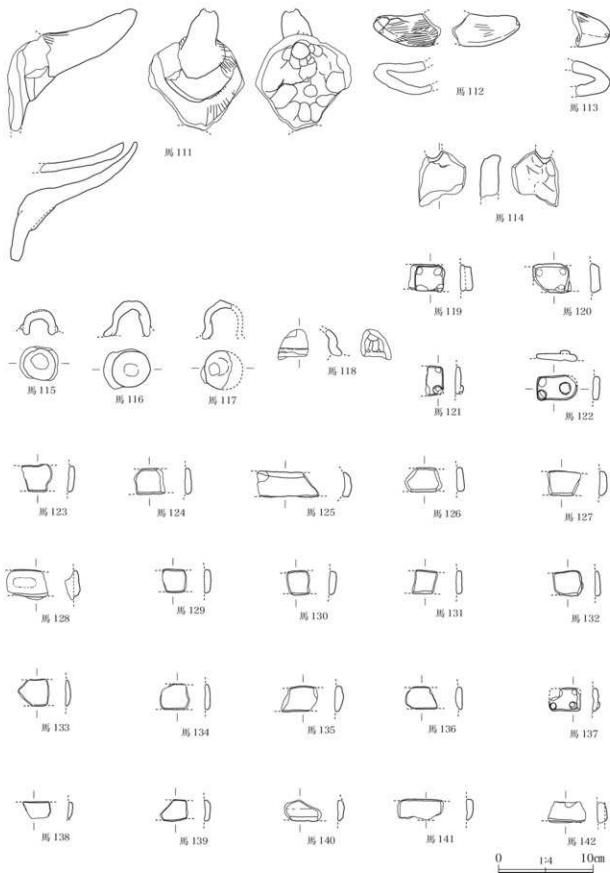 馬 111
馬 112
馬 113
馬 114
馬 115
馬 116
馬 117
馬 118
馬 119
馬 120
馬 121
馬 122
馬 123
馬 124
馬 125
馬 126
馬 127
馬 128
馬 129
馬 130
馬 131
馬 132
馬 133
馬 134
馬 135
馬 136
馬 137
馬 138
馬 139
馬 140
馬 141
馬 142
0 1:4 10cm